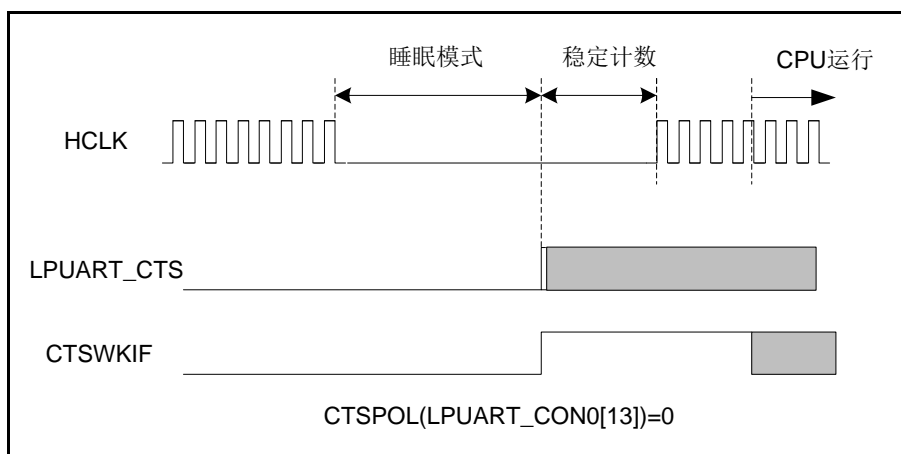 睡眠模式
稳定计数
CPU运行
HCLK
LPUART_CTS
CTSWKIF
CTSPOL(LPUART_CON0[13])=0